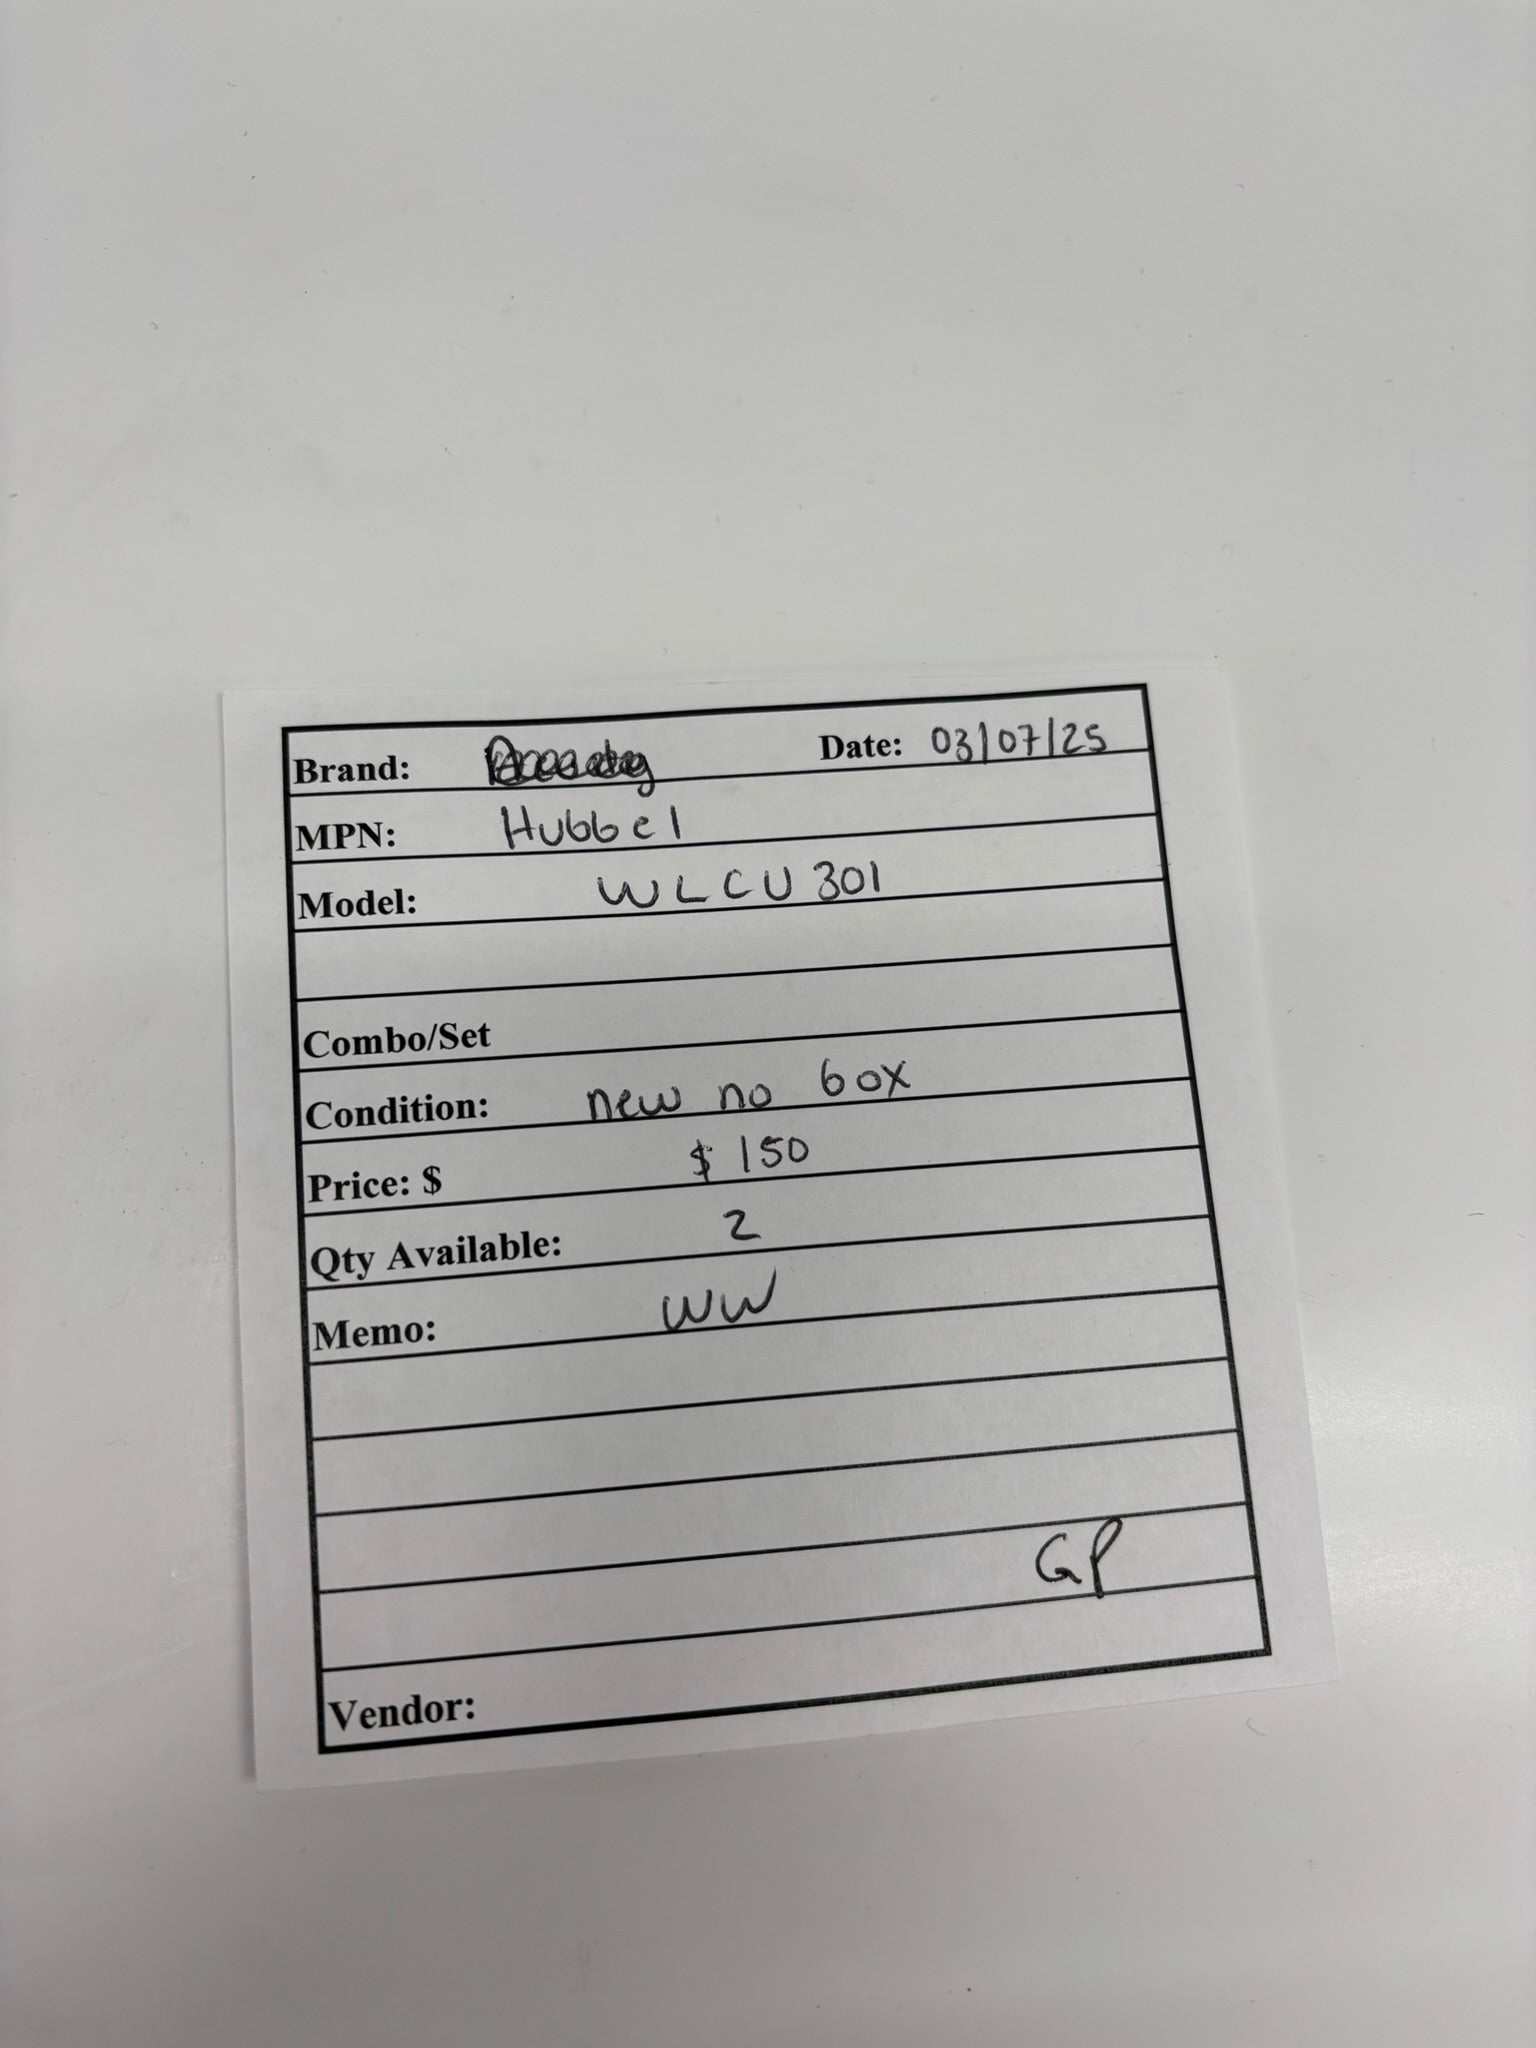 Brand: Date: 03/07/25
MPN: Hubbel
Model: WLCU301
Combo/Set
Condition: new no box
Price: $ $150
Qty Available: 2
Memo: WW
GP
Vendor: